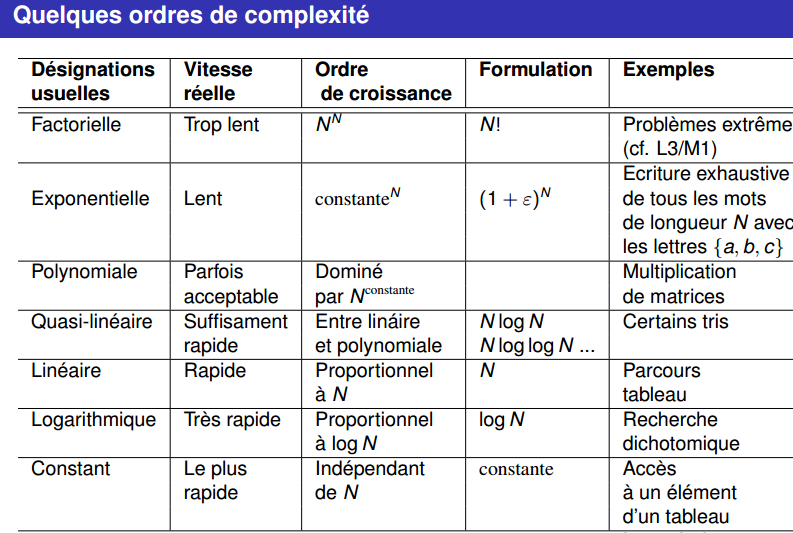 Quelques ordres de complexité
Désignations usuelles | Vitesse réelle | Ordre de croissance | Formulation | Exemples
Factorielle | Trop lent | N^N | N! | Problèmes extrême (cf. L3/M1)
Exponentielle | Lent | constante^N | (1 + ε)^N | Ecriture exhaustive de tous les mots de longueur N avec les lettres {a, b, c}
Polynomiale | Parfois acceptable | Dominé par N^constante | | Multiplication de matrices
Quasi-linéaire | Suffisament rapide | Entre lináire et polynomiale | N log N N log log N ... | Certains tris
Linéaire | Rapide | Proportionnel à N | N | Parcours tableau
Logarithmique | Très rapide | Proportionnel à log N | log N | Recherche dichotomique
Constant | Le plus rapide | Indépendant de N | constante | Accès à un élément d'un tableau